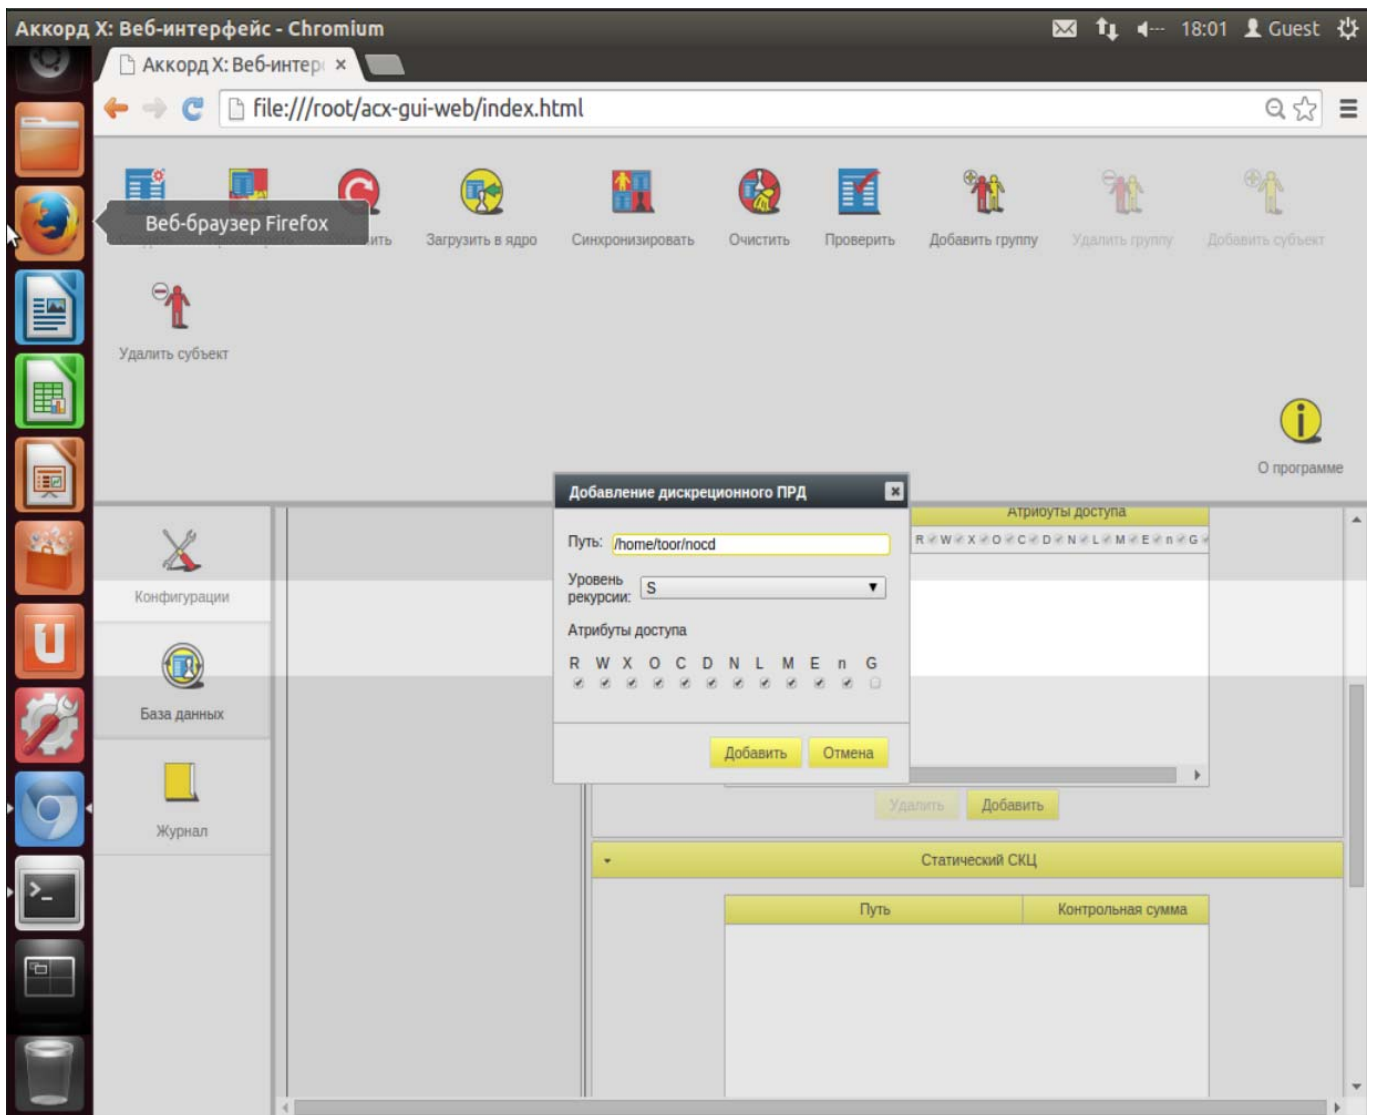 Аккорд X: Веб-интерфейс - Chromium
18:01 Guest
Аккорд X: Веб-интер
file:///root/acx-gui-web/index.html
Веб-браузер Firefox
Загрузить в ядро Синхронизировать Очистить Проверить Добавить группу Удалить группу Добавить субъект
Удалить субъект
О программе
Добавление дискреционного ПРД
Атрибуты доступа
Путь: /home/toor/nocd
R W X O C D N L M E n G
Уровень
рекурсии: S
Атрибуты доступа
R W X O C D N L M E n G
Добавить Отмена
Конфигурации
База данных
Журнал
Удалить Добавить
Статический СКЦ
Путь Контрольная сумма